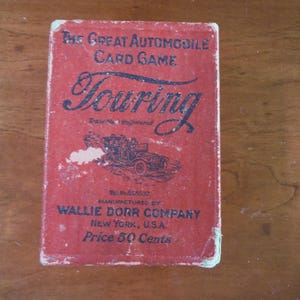 THE GREAT AUTOMOBILE
CARD GAME
Touring
MANUFACTURED BY
WALLIE DORR COMPANY
NEW YORK, U.S.A.
Price 50 Cents